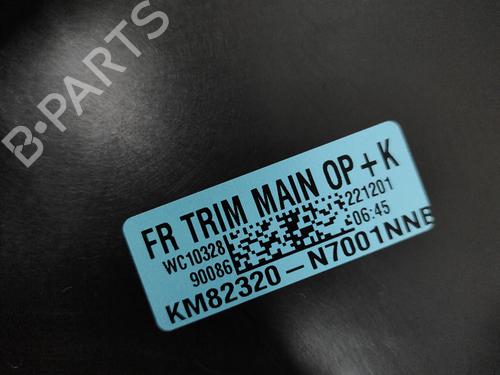 B-PARTS
FR TRIM MAIN OP + K
WC10328
90086
221201
06:45
KM82320-N7001NNB